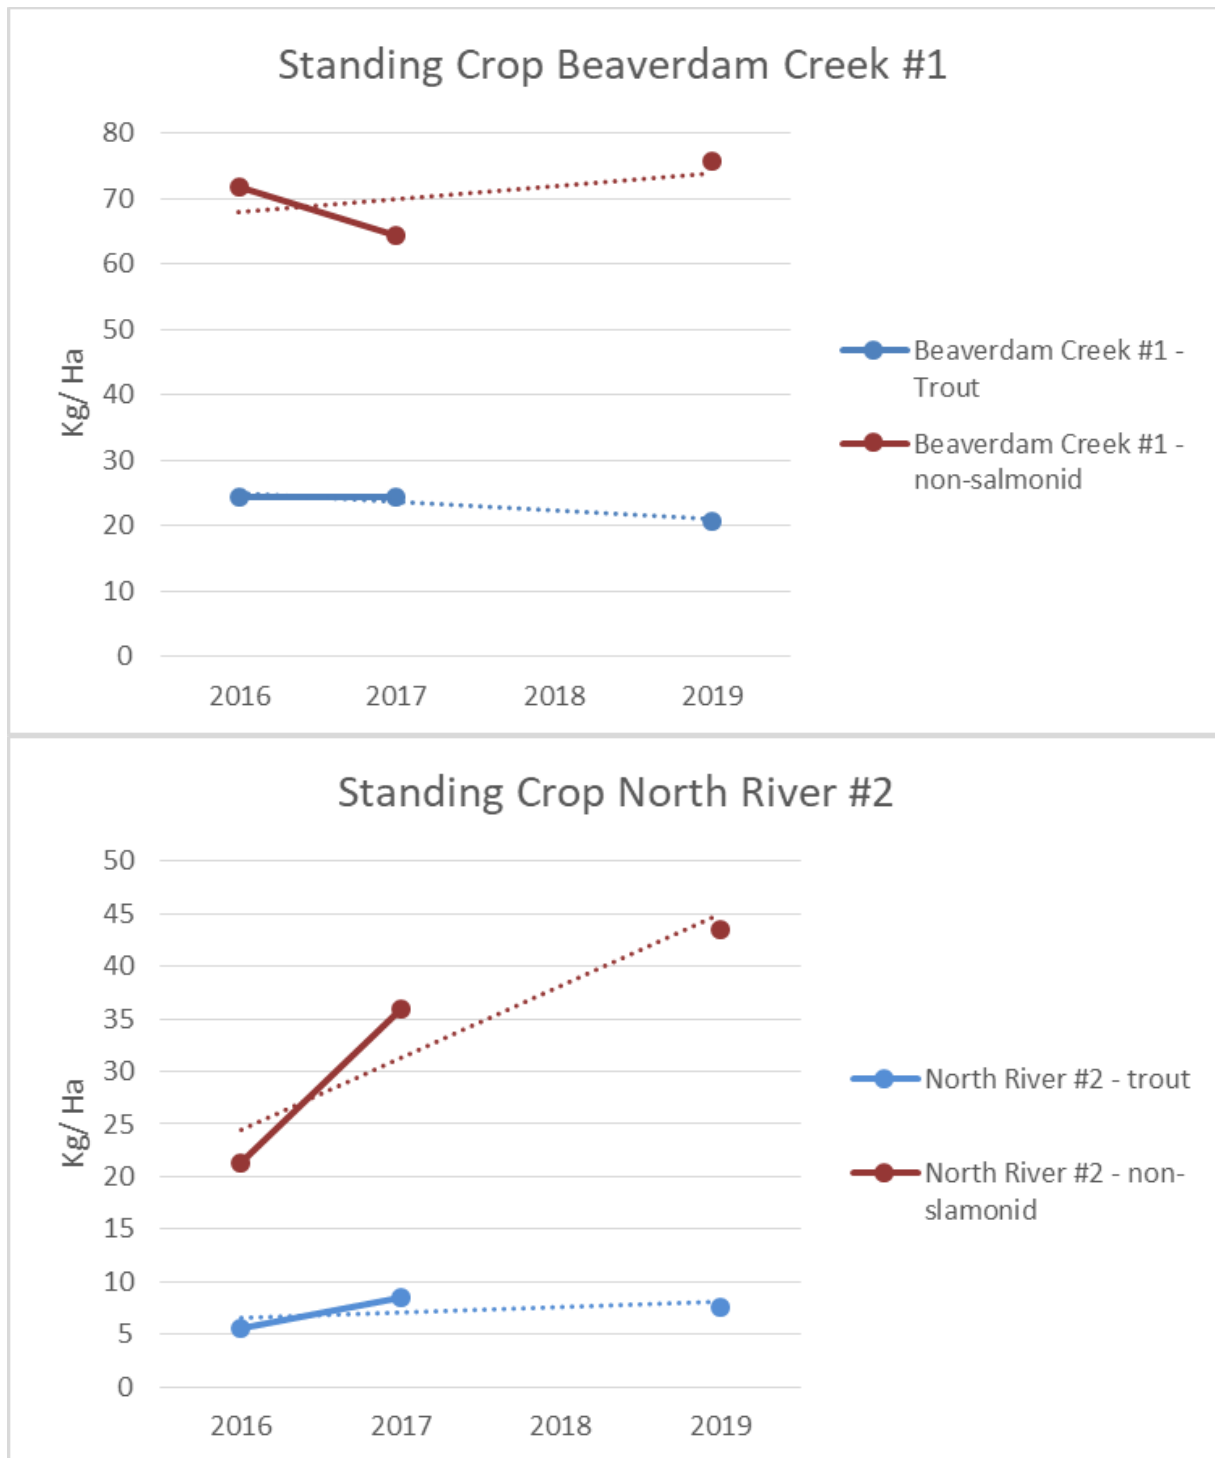 Standing Crop Beaverdam Creek #1
80
70
60
50
40
30
20
10
0
Kg/ Ha
2016 2017 2018 2019
Beaverdam Creek #1 -
Trout
Beaverdam Creek #1 -
non-salmonid
Standing Crop North River #2
50
45
40
35
30
25
20
15
10
5
0
Kg/ Ha
2016 2017 2018 2019
North River #2 - trout
North River #2 - non-
slamonid